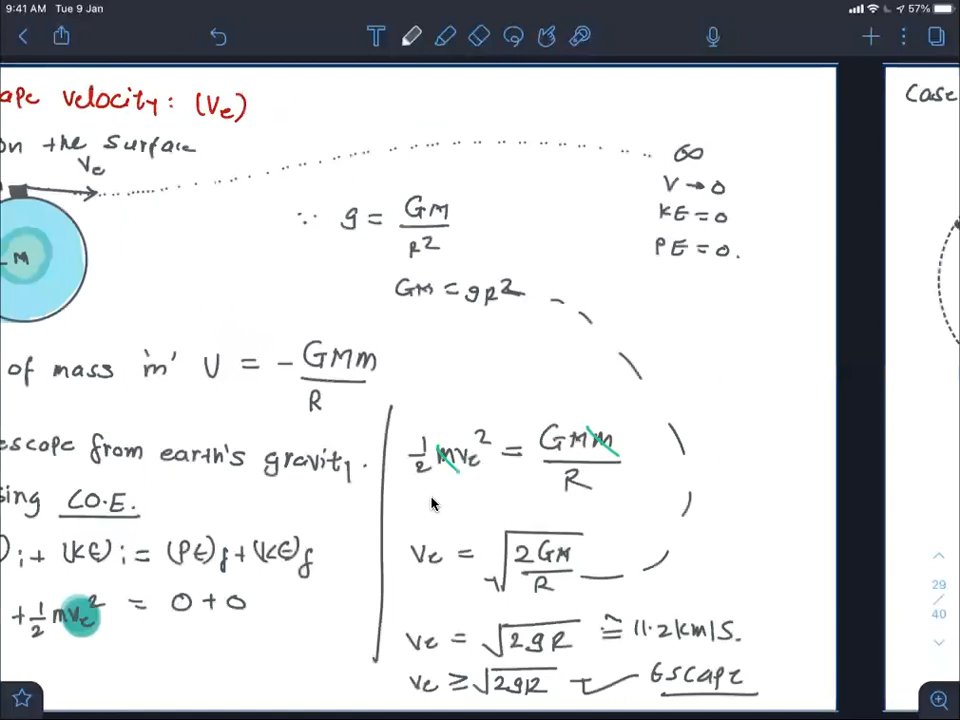 9:41 AM Tue 9 Jan
57%
ape velocity: (Ve)
on the surface
Ve
∞
V → 0
KE = 0
PE = 0.
∵ g = GM/R²
GM = gR²
M
of mass 'm' U = - GMm/R
escape from earth's gravity.
sing C.O.E.
)i + (KE)i = (PE)f + (KE)f
+ 1/2 mve² = 0 + 0
1/2 mve² = GMm/R
Ve = √(2GM/R)
Ve = √2gR ≅ 11.2 km/s.
Ve ≥ √2gR Escape
Case
29
/
40